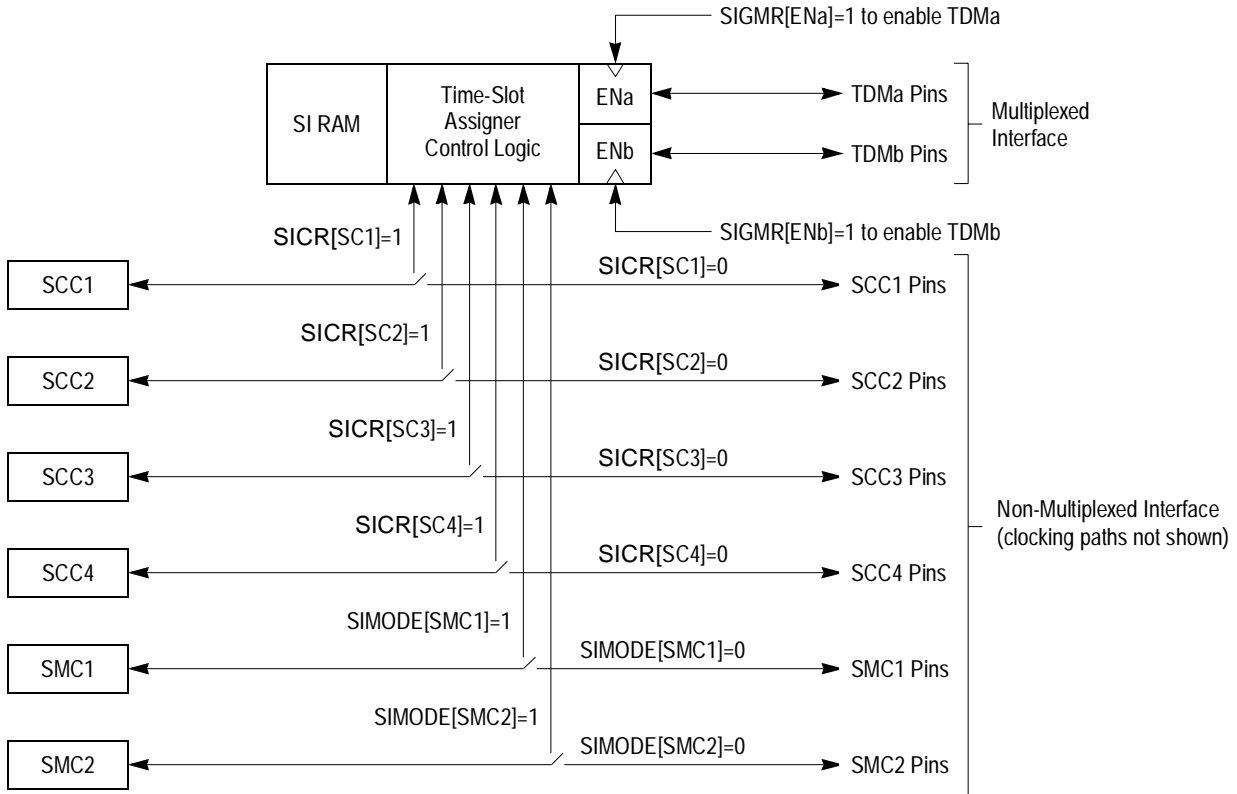 SIGMR[ENa]=1 to enable TDMa
SI RAM
Time-Slot
Assigner
Control Logic
ENa
ENb
TDMa Pins
TDMb Pins
Multiplexed
Interface
SIGMR[ENb]=1 to enable TDMb
SICR[SC1]=1
SCC1
SICR[SC1]=0
SCC1 Pins
SICR[SC2]=1
SCC2
SICR[SC2]=0
SCC2 Pins
SICR[SC3]=1
SCC3
SICR[SC3]=0
SCC3 Pins
SICR[SC4]=1
SCC4
SICR[SC4]=0
SCC4 Pins
Non-Multiplexed Interface
(clocking paths not shown)
SIMODE[SMC1]=1
SMC1
SIMODE[SMC1]=0
SMC1 Pins
SIMODE[SMC2]=1
SMC2
SIMODE[SMC2]=0
SMC2 Pins